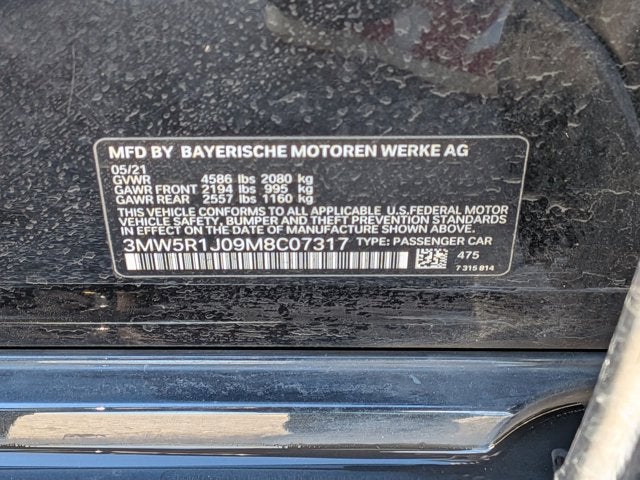 MFD BY BAYERISCHE MOTOREN WERKE AG
05/21
GVWR 4586 lbs 2080 kg
GAWR FRONT 2194 lbs 995 kg
GAWR REAR 2557 lbs 1160 kg
THIS VEHICLE CONFORMS TO ALL APPLICABLE U.S.FEDERAL MOTOR
VEHICLE SAFETY, BUMPER AND THEFT PREVENTION STANDARDS
IN EFFECT ON THE DATE OF MANUFACTURE SHOWN ABOVE.
3MW5R1J09M8C07317 TYPE: PASSENGER CAR
475
7 315 814